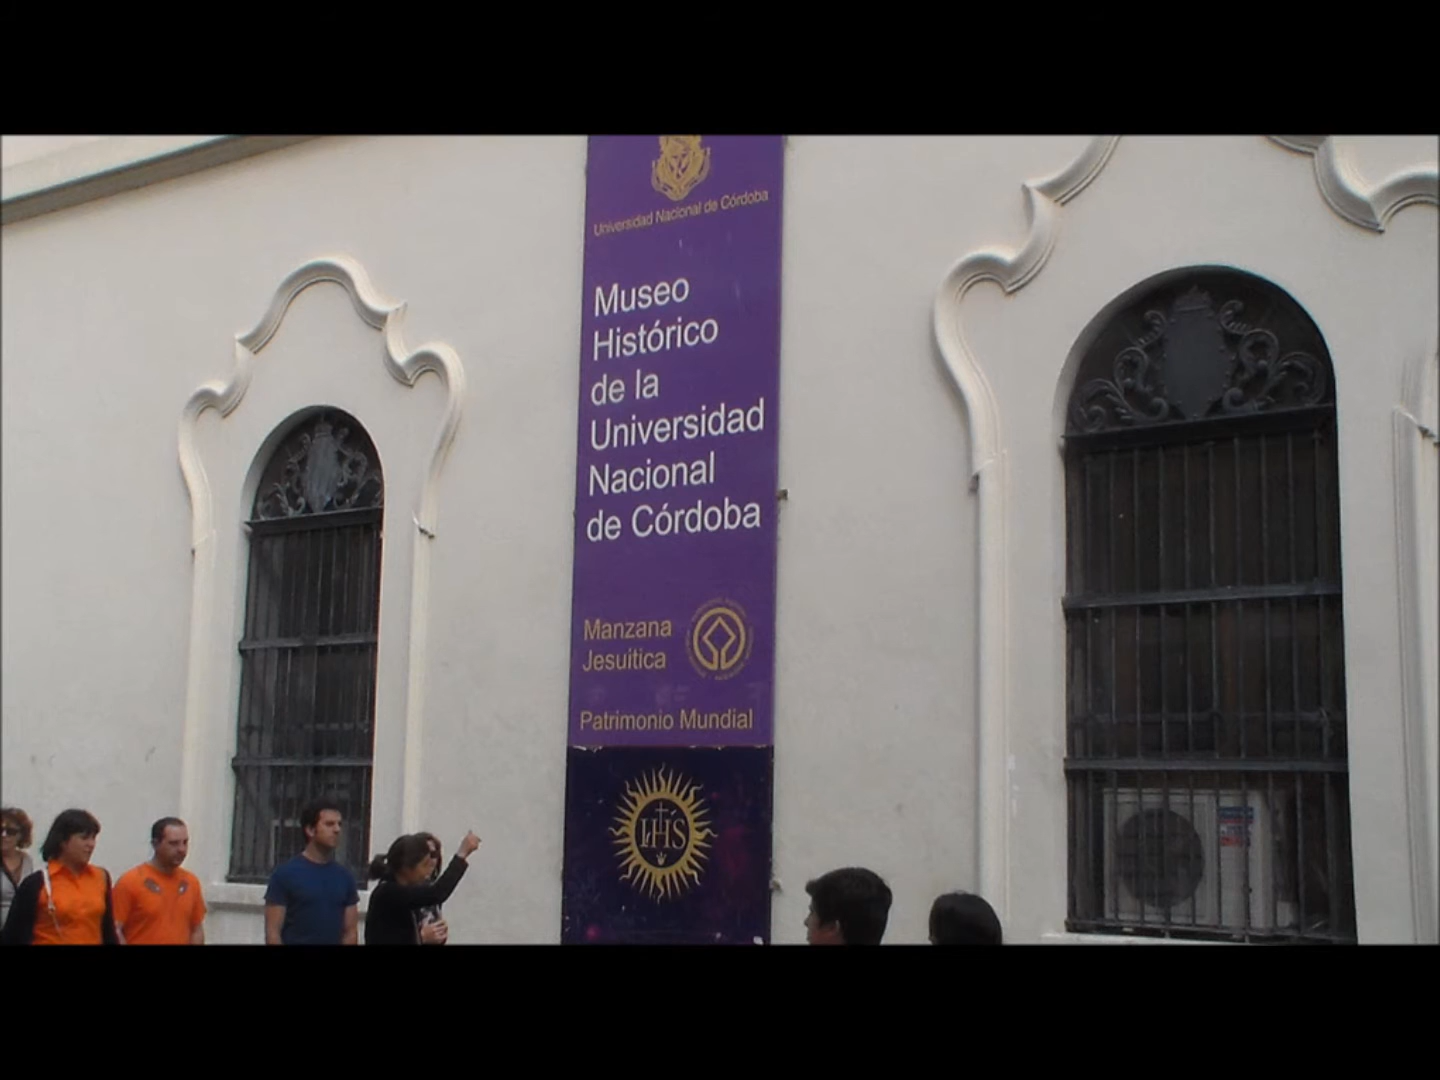 Universidad Nacional de Córdoba
Museo
Histórico
de la
Universidad
Nacional
de Córdoba
Manzana
Jesuítica
Patrimonio Mundial
IHS